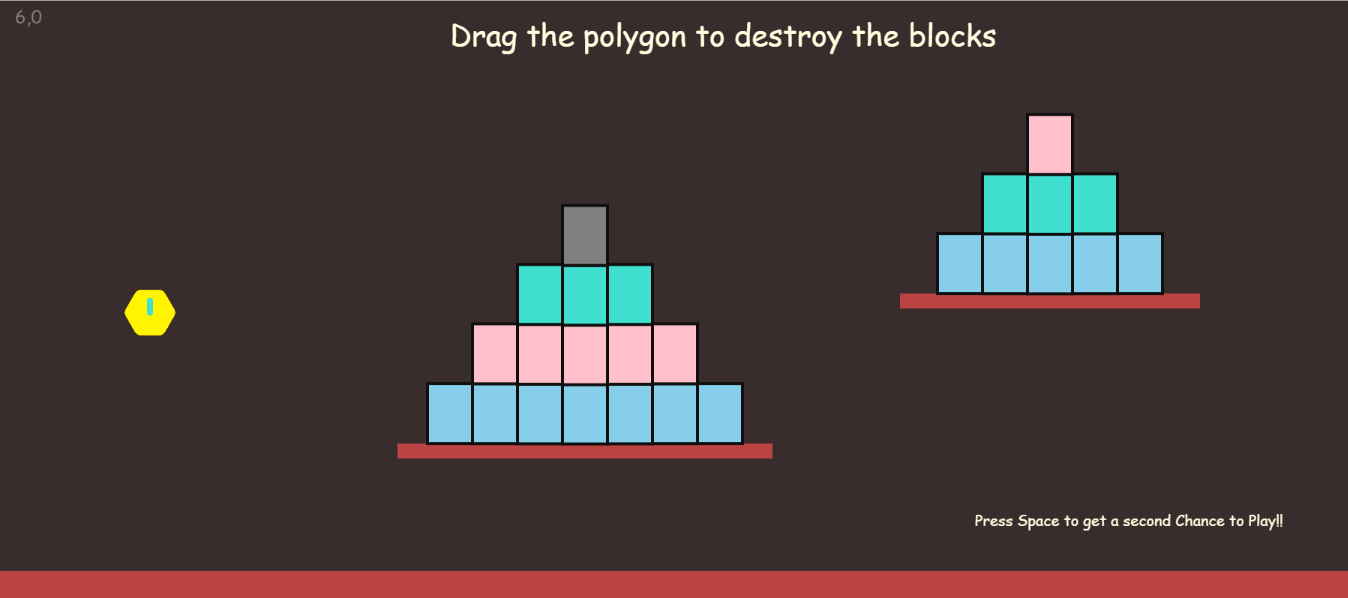 6,0
Drag the polygon to destroy the blocks
Press Space to get a second Chance to Play!!